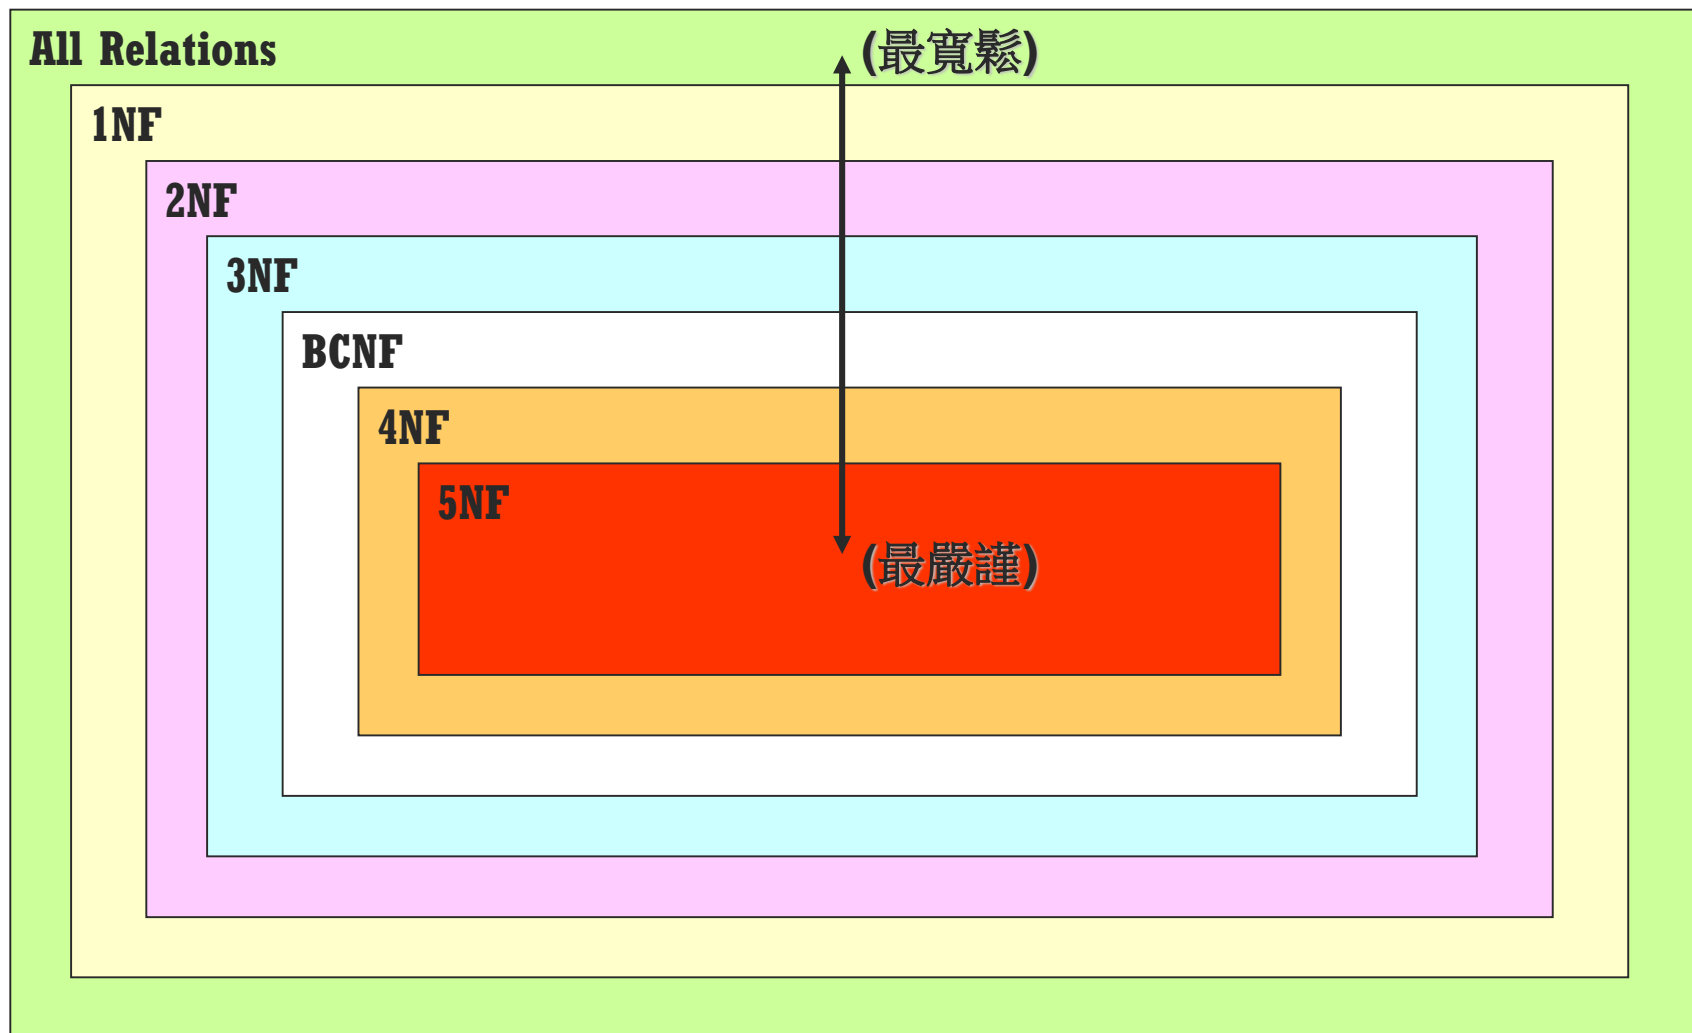 All Relations
(最寬鬆)
1NF
2NF
3NF
BCNF
4NF
5NF
(最嚴謹)